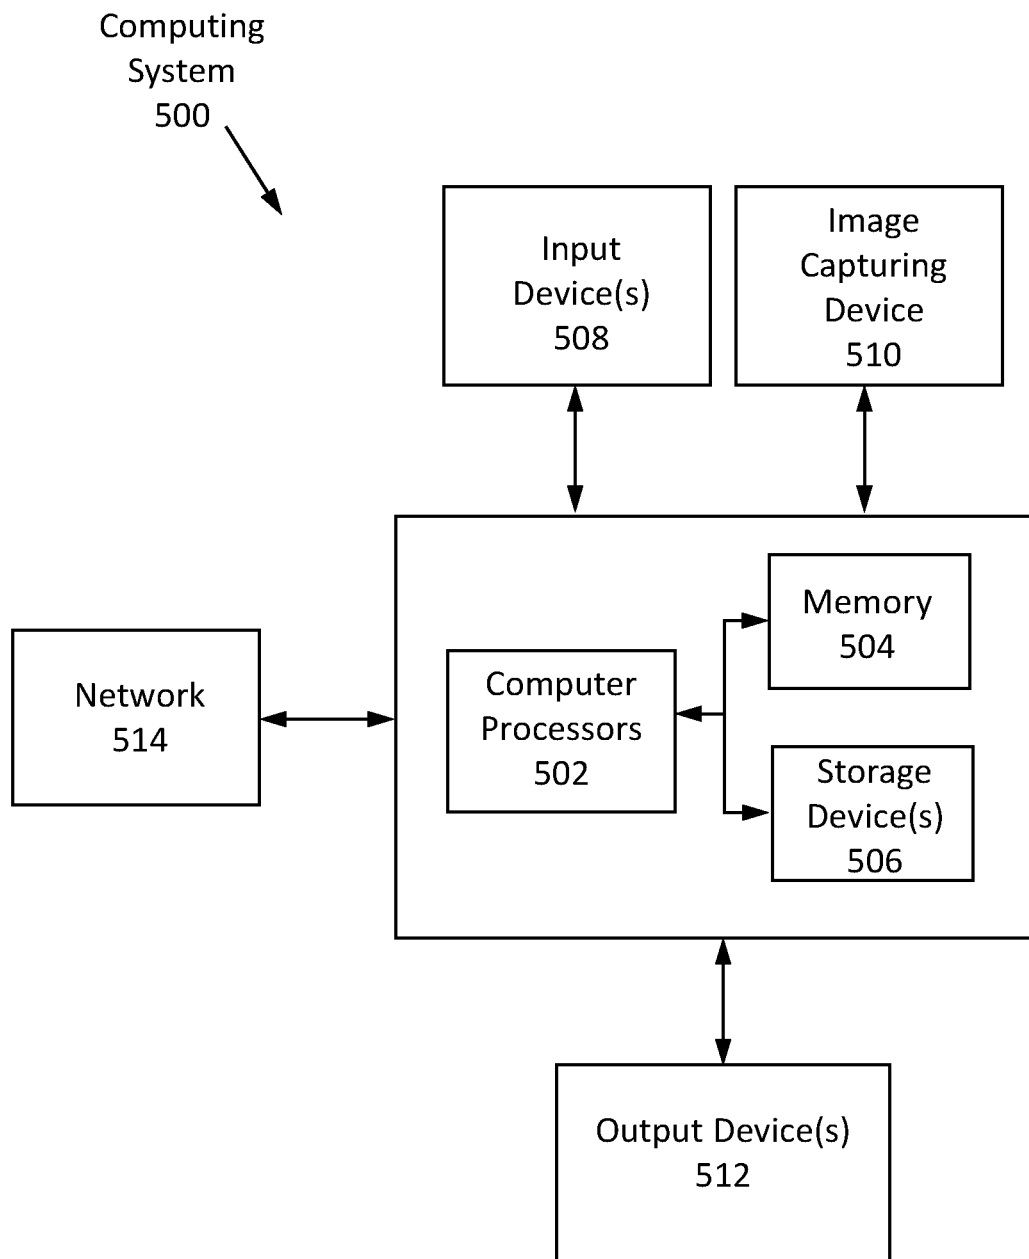 Computing
System
500
Input
Device(s)
508
Image
Capturing
Device
510
Memory
504
Computer
Processors
502
Network
514
Storage
Device(s)
506
Output Device(s)
512